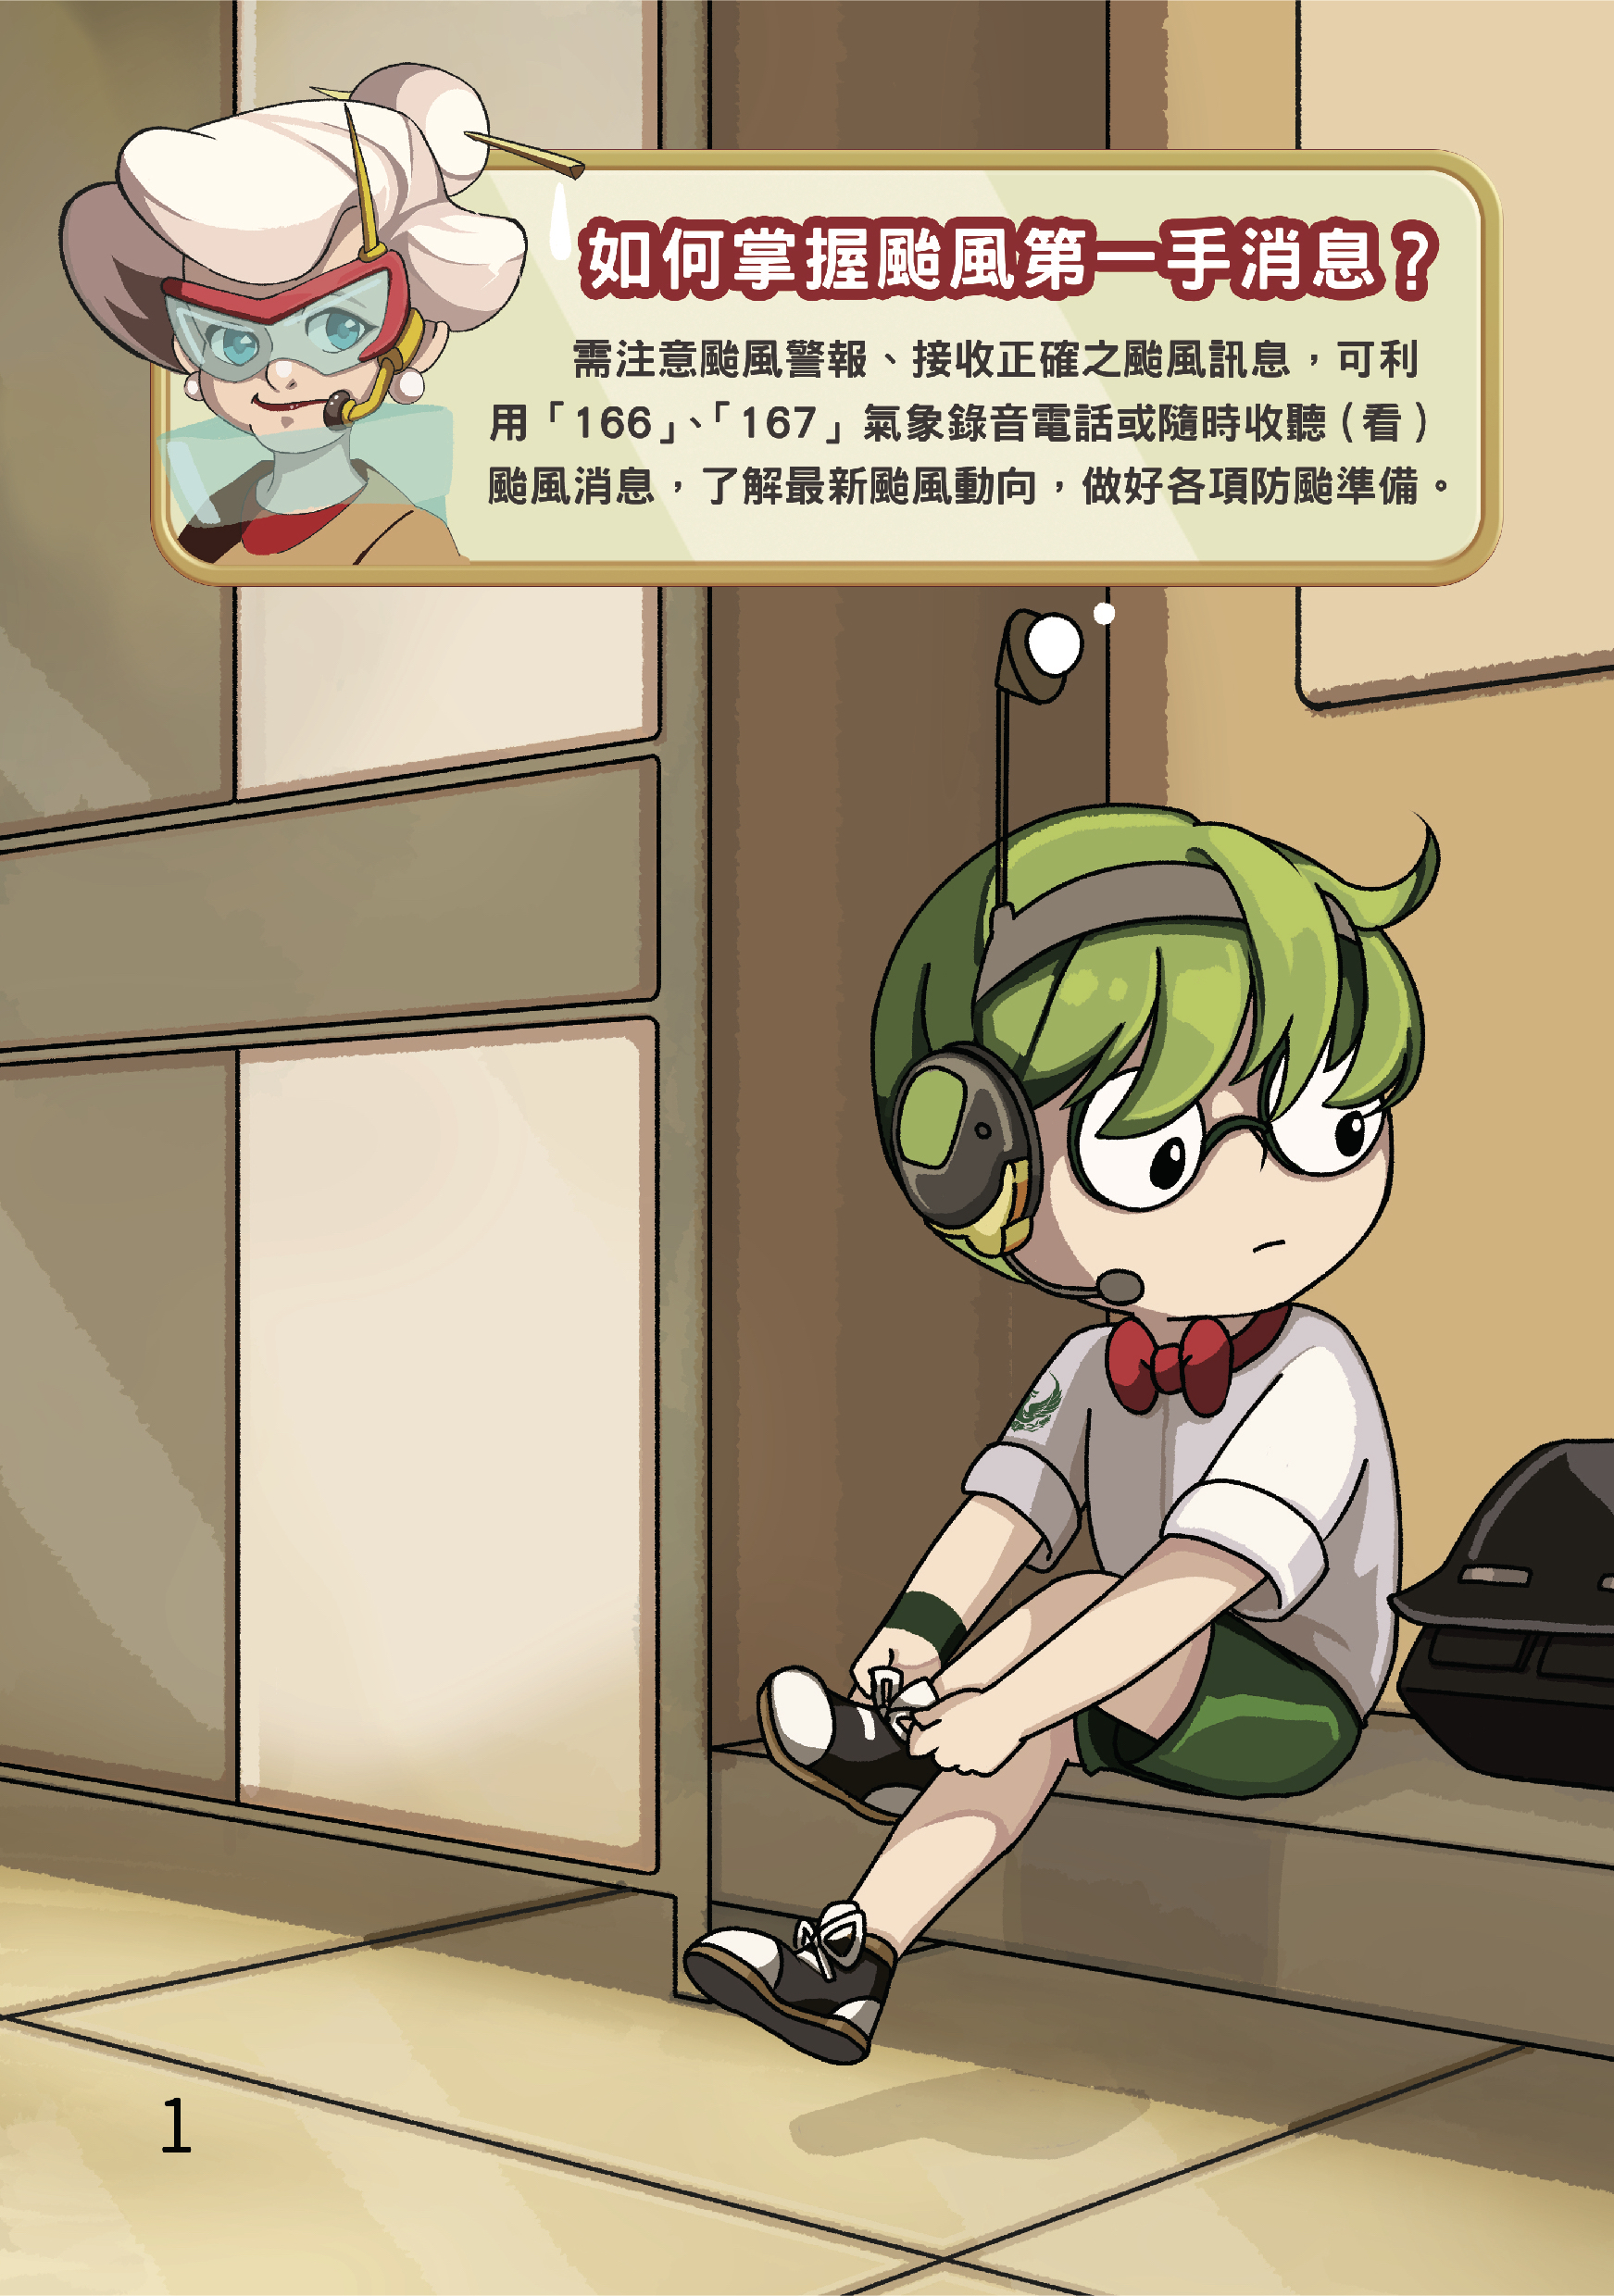 如何掌握颱風第一手消息？
需注意颱風警報、接收正確之颱風訊息，可利
用「166」、「167」氣象錄音電話或隨時收聽（看）
颱風消息，了解最新颱風動向，做好各項防颱準備。
1